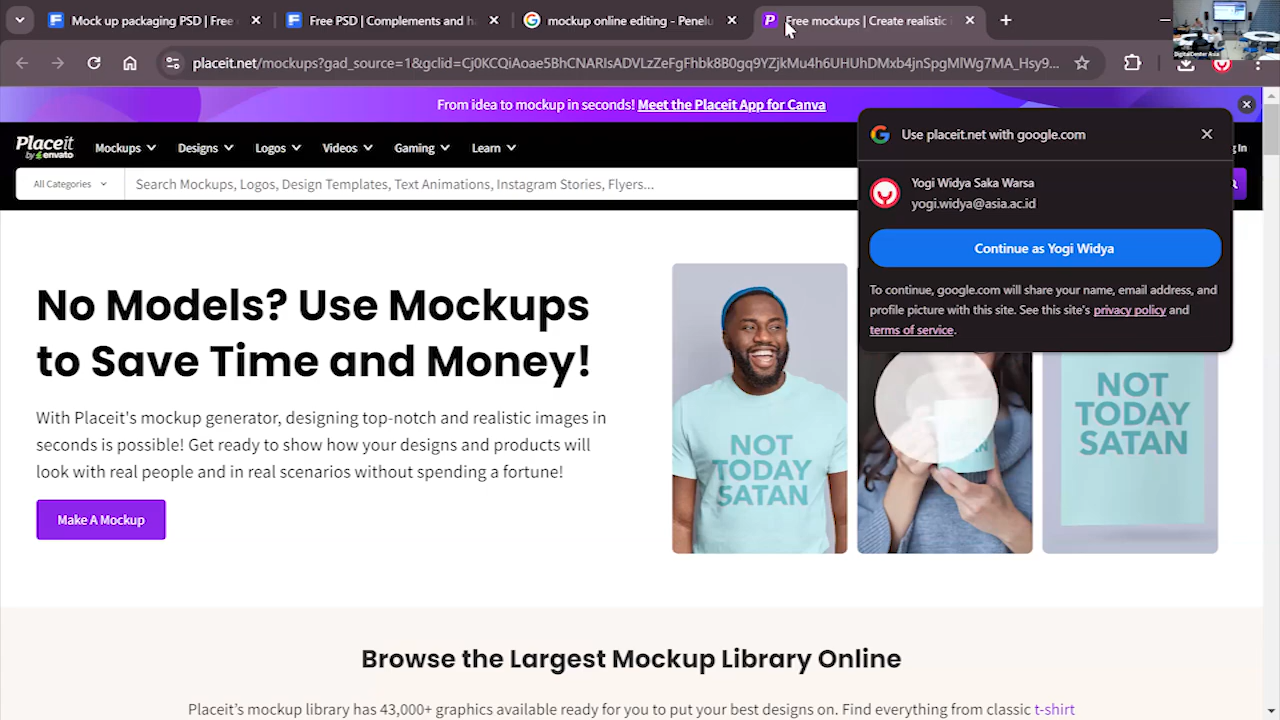 Mock up packaging PSD | Free
Free PSD | Complements and ha
mockup online editing - Penelu
Free mockups | Create realistic
DigitalCenter Asia
placeit.net/mockups?gad_source=1&gclid=
From idea to mockup in seconds! Meet the Placeit App for Canva
Use placeit.net with google.com
Placeit
by envato
Mockups
Designs
Logos
Videos
Gaming
Learn
g In
All Categories
Search Mockups, Logos, Design Templates, Text Animations, Instagram Stories, Flyers...
Yogi Widya Saka Warsa
yogi.widya@asia.ac.id
Continue as Yogi Widya
To continue, google.com will share your name, email address, and
profile picture with this site. See this site's privacy policy and
terms of service.
No Models? Use Mockups
to Save Time and Money!
With Placeit's mockup generator, designing top-notch and realistic images in
seconds is possible! Get ready to show how your designs and products will
look with real people and in real scenarios without spending a fortune!
Make A Mockup
NOT
TODAY
SATAN
NOT
TODAY
SATAN
Browse the Largest Mockup Library Online
Placeit's mockup library has 43,000+ graphics available ready for you to put your best designs on. Find everything from classic t-shirt